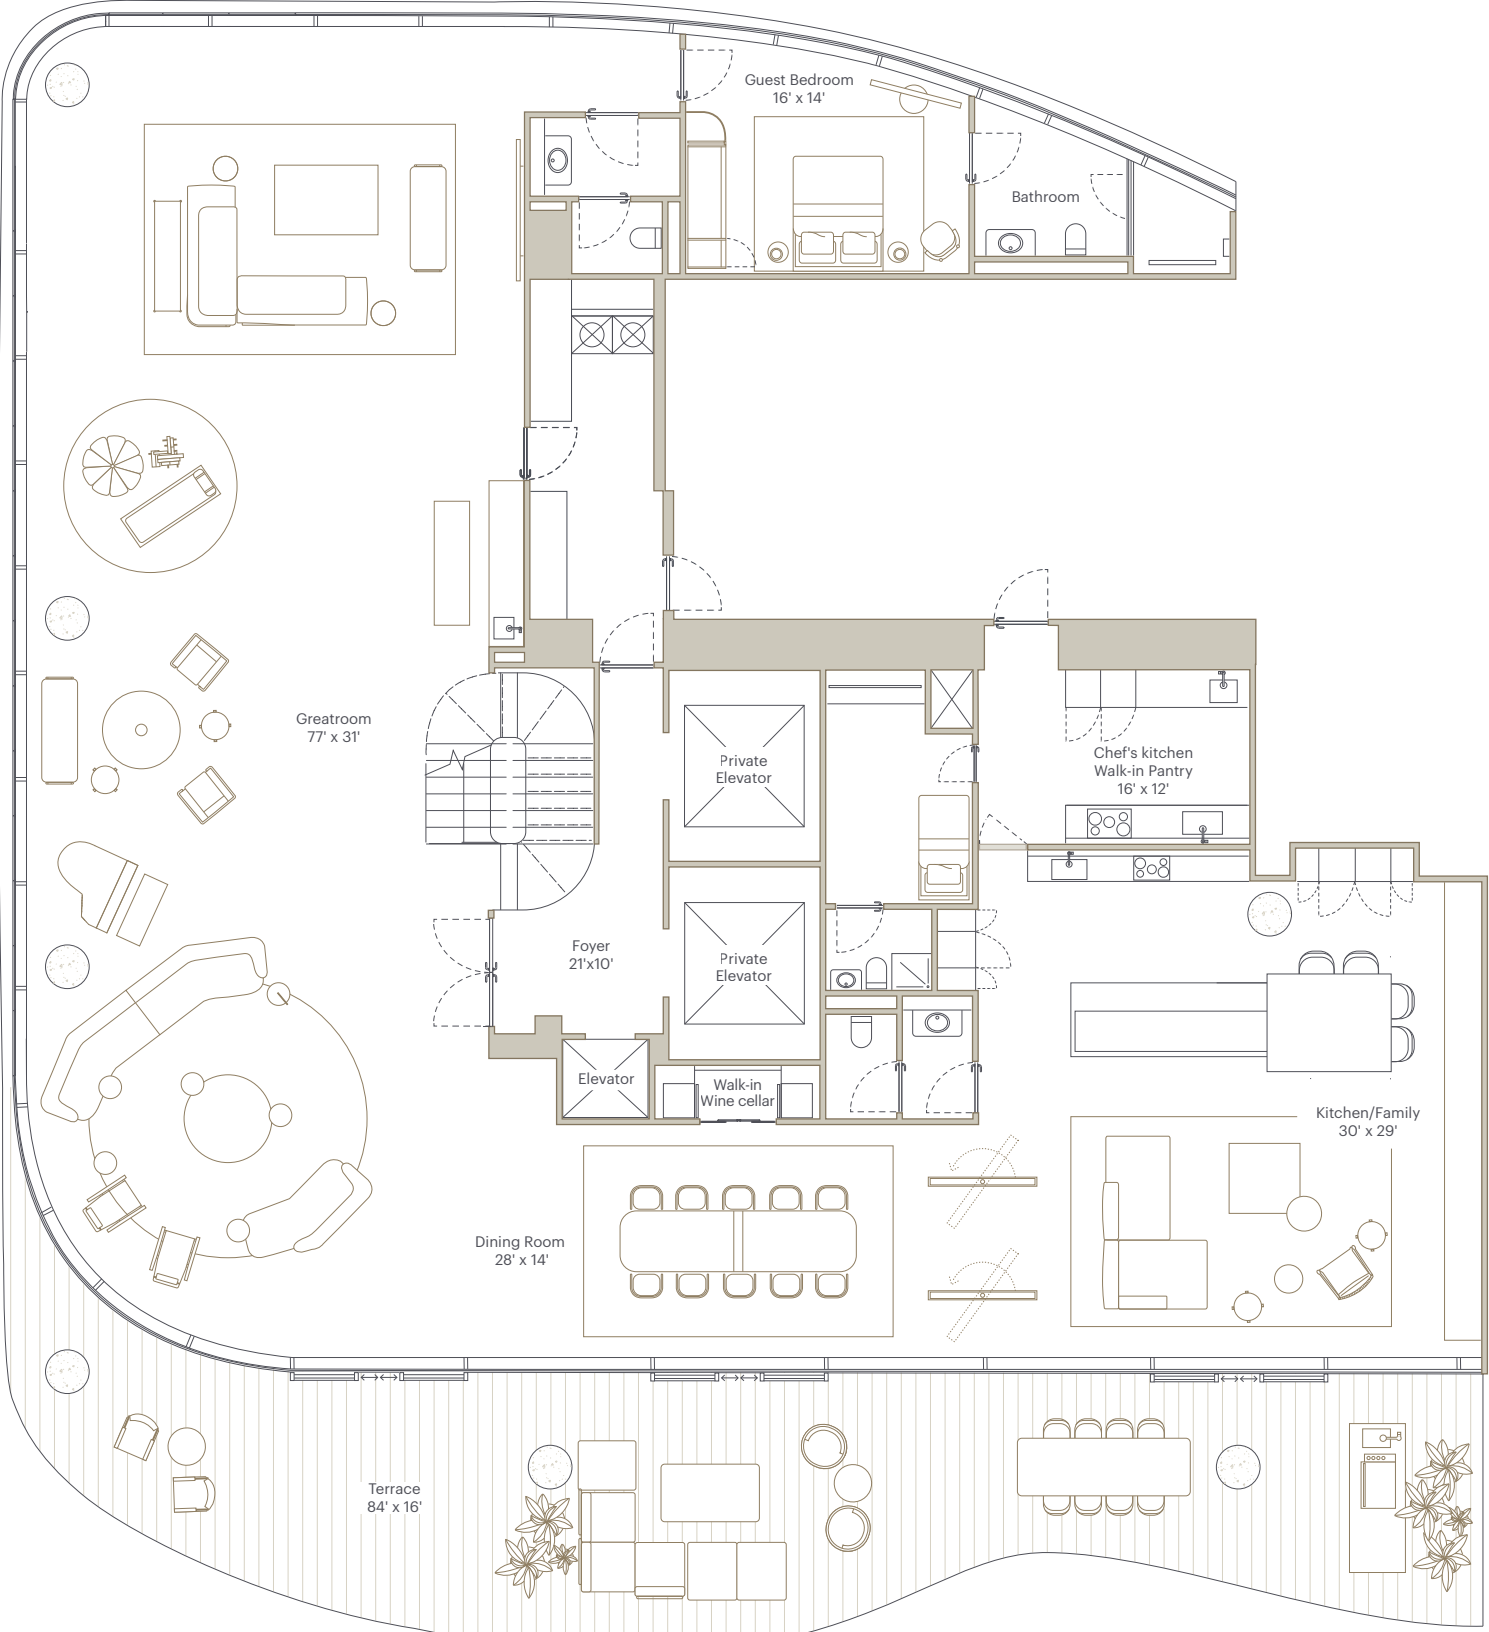 Guest Bedroom
16' x 14'
Bathroom
Greatroom
77' x 31'
Private
Elevator
Chef's kitchen
Walk-in Pantry
16' x 12'
Foyer
21'x10'
Private
Elevator
Elevator
Walk-in
Wine cellar
Kitchen/Family
30' x 29'
Dining Room
28' x 14'
Terrace
84' x 16'